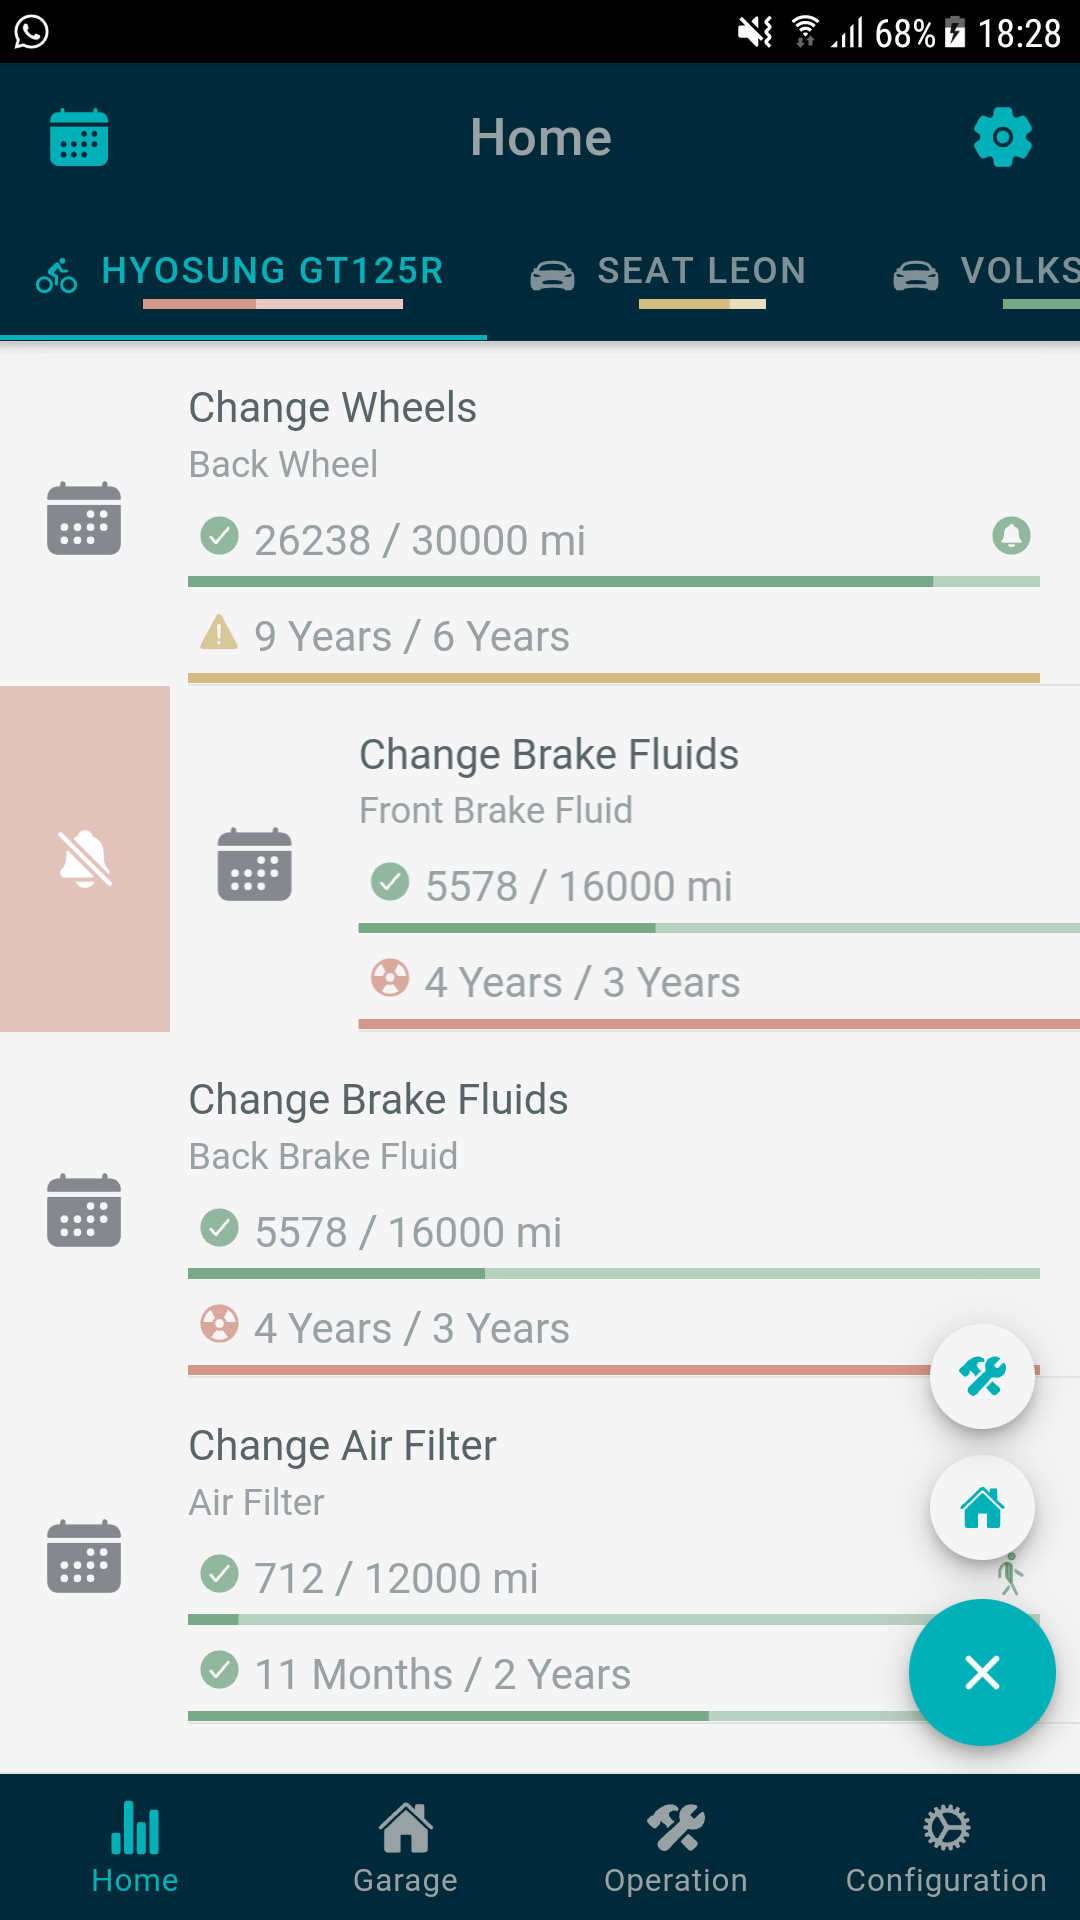 68% 18:28
Home
HYOSUNG GT125R SEAT LEON VOLKS
Change Wheels
Back Wheel
26238 / 30000 mi
9 Years / 6 Years
Change Brake Fluids
Front Brake Fluid
5578 / 16000 mi
4 Years / 3 Years
Change Brake Fluids
Back Brake Fluid
5578 / 16000 mi
4 Years / 3 Years
Change Air Filter
Air Filter
712 / 12000 mi
11 Months / 2 Years
Home Garage Operation Configuration